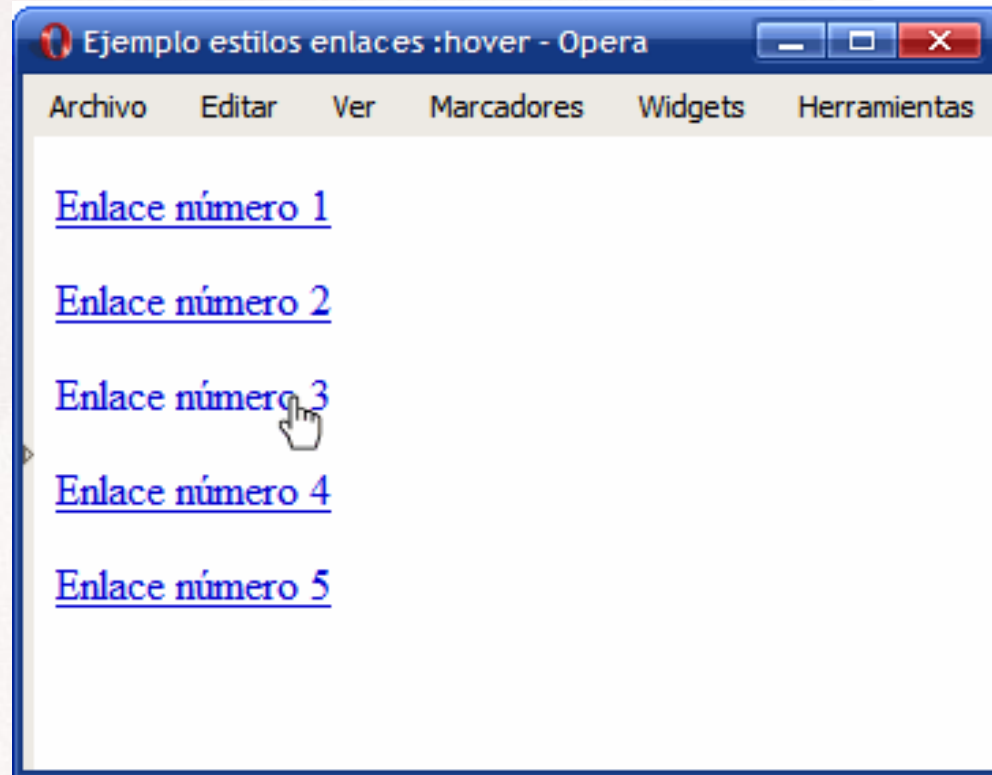 Ejemplo estilos enlaces :hover - Opera
Archivo Editar Ver Marcadores Widgets Herramientas
Enlace número 1
Enlace número 2
Enlace número 3
Enlace número 4
Enlace número 5